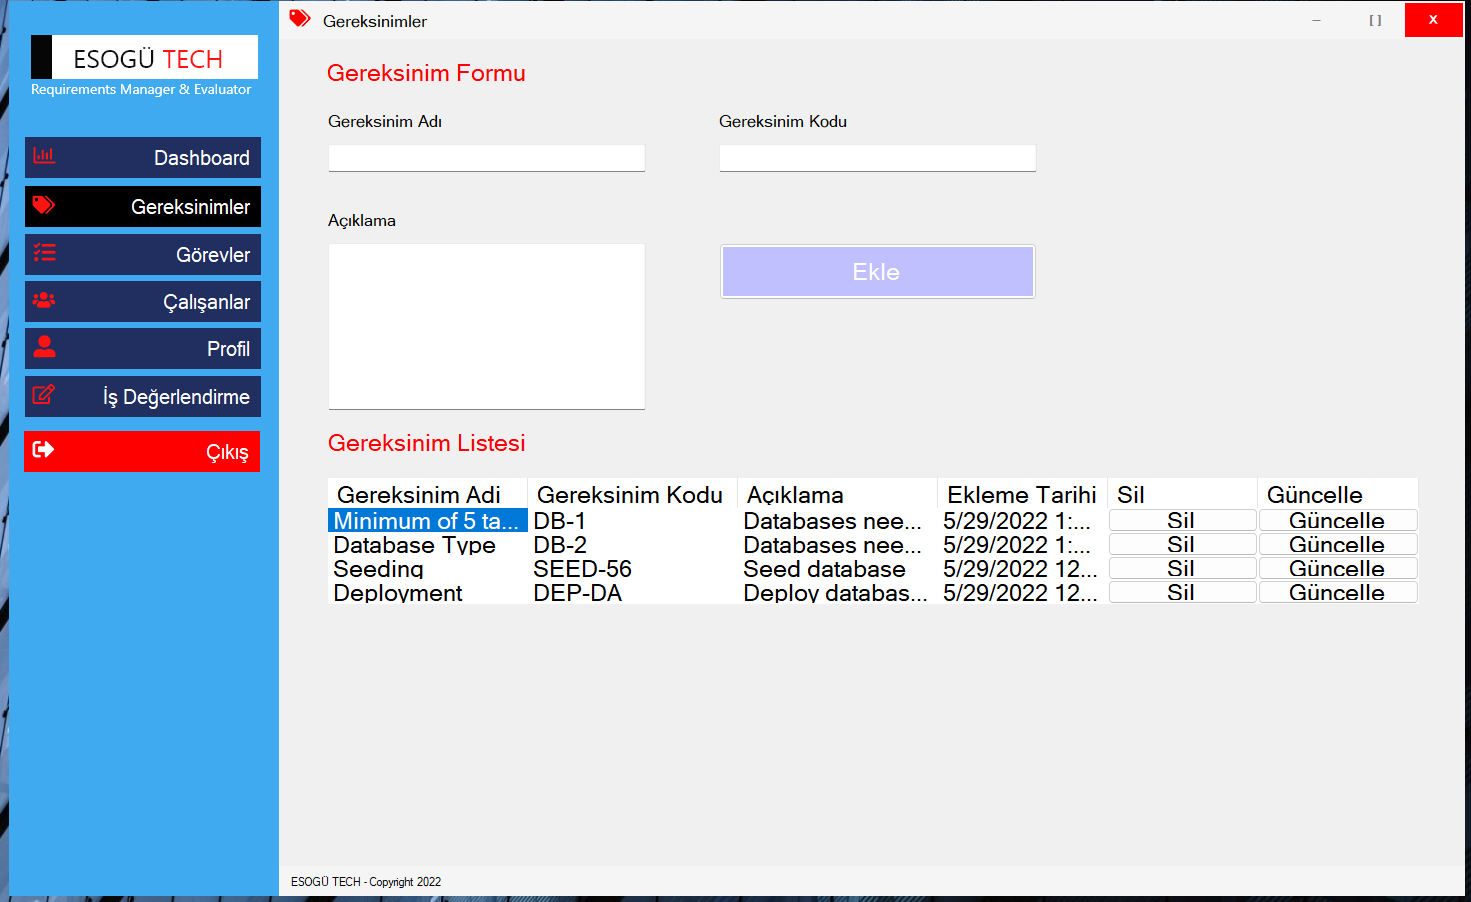 Gereksinimler
– [ ] x
ESOGÜ TECH
Requirements Manager & Evaluator
Dashboard
Gereksinimler
Görevler
Çalışanlar
Profil
İş Değerlendirme
Çıkış
Gereksinim Formu
Gereksinim Adı
Gereksinim Kodu
Açıklama
Ekle
Gereksinim Listesi
Gereksinim Adi Gereksinim Kodu Açıklama Ekleme Tarihi Sil Güncelle
Minimum of 5 ta... DB-1 Databases nee... 5/29/2022 1:... Sil Güncelle
Database Type DB-2 Databases nee... 5/29/2022 1:... Sil Güncelle
Seeding SEED-56 Seed database 5/29/2022 12... Sil Güncelle
Deployment DEP-DA Deploy databas... 5/29/2022 12... Sil Güncelle
ESOGÜ TECH - Copyright 2022